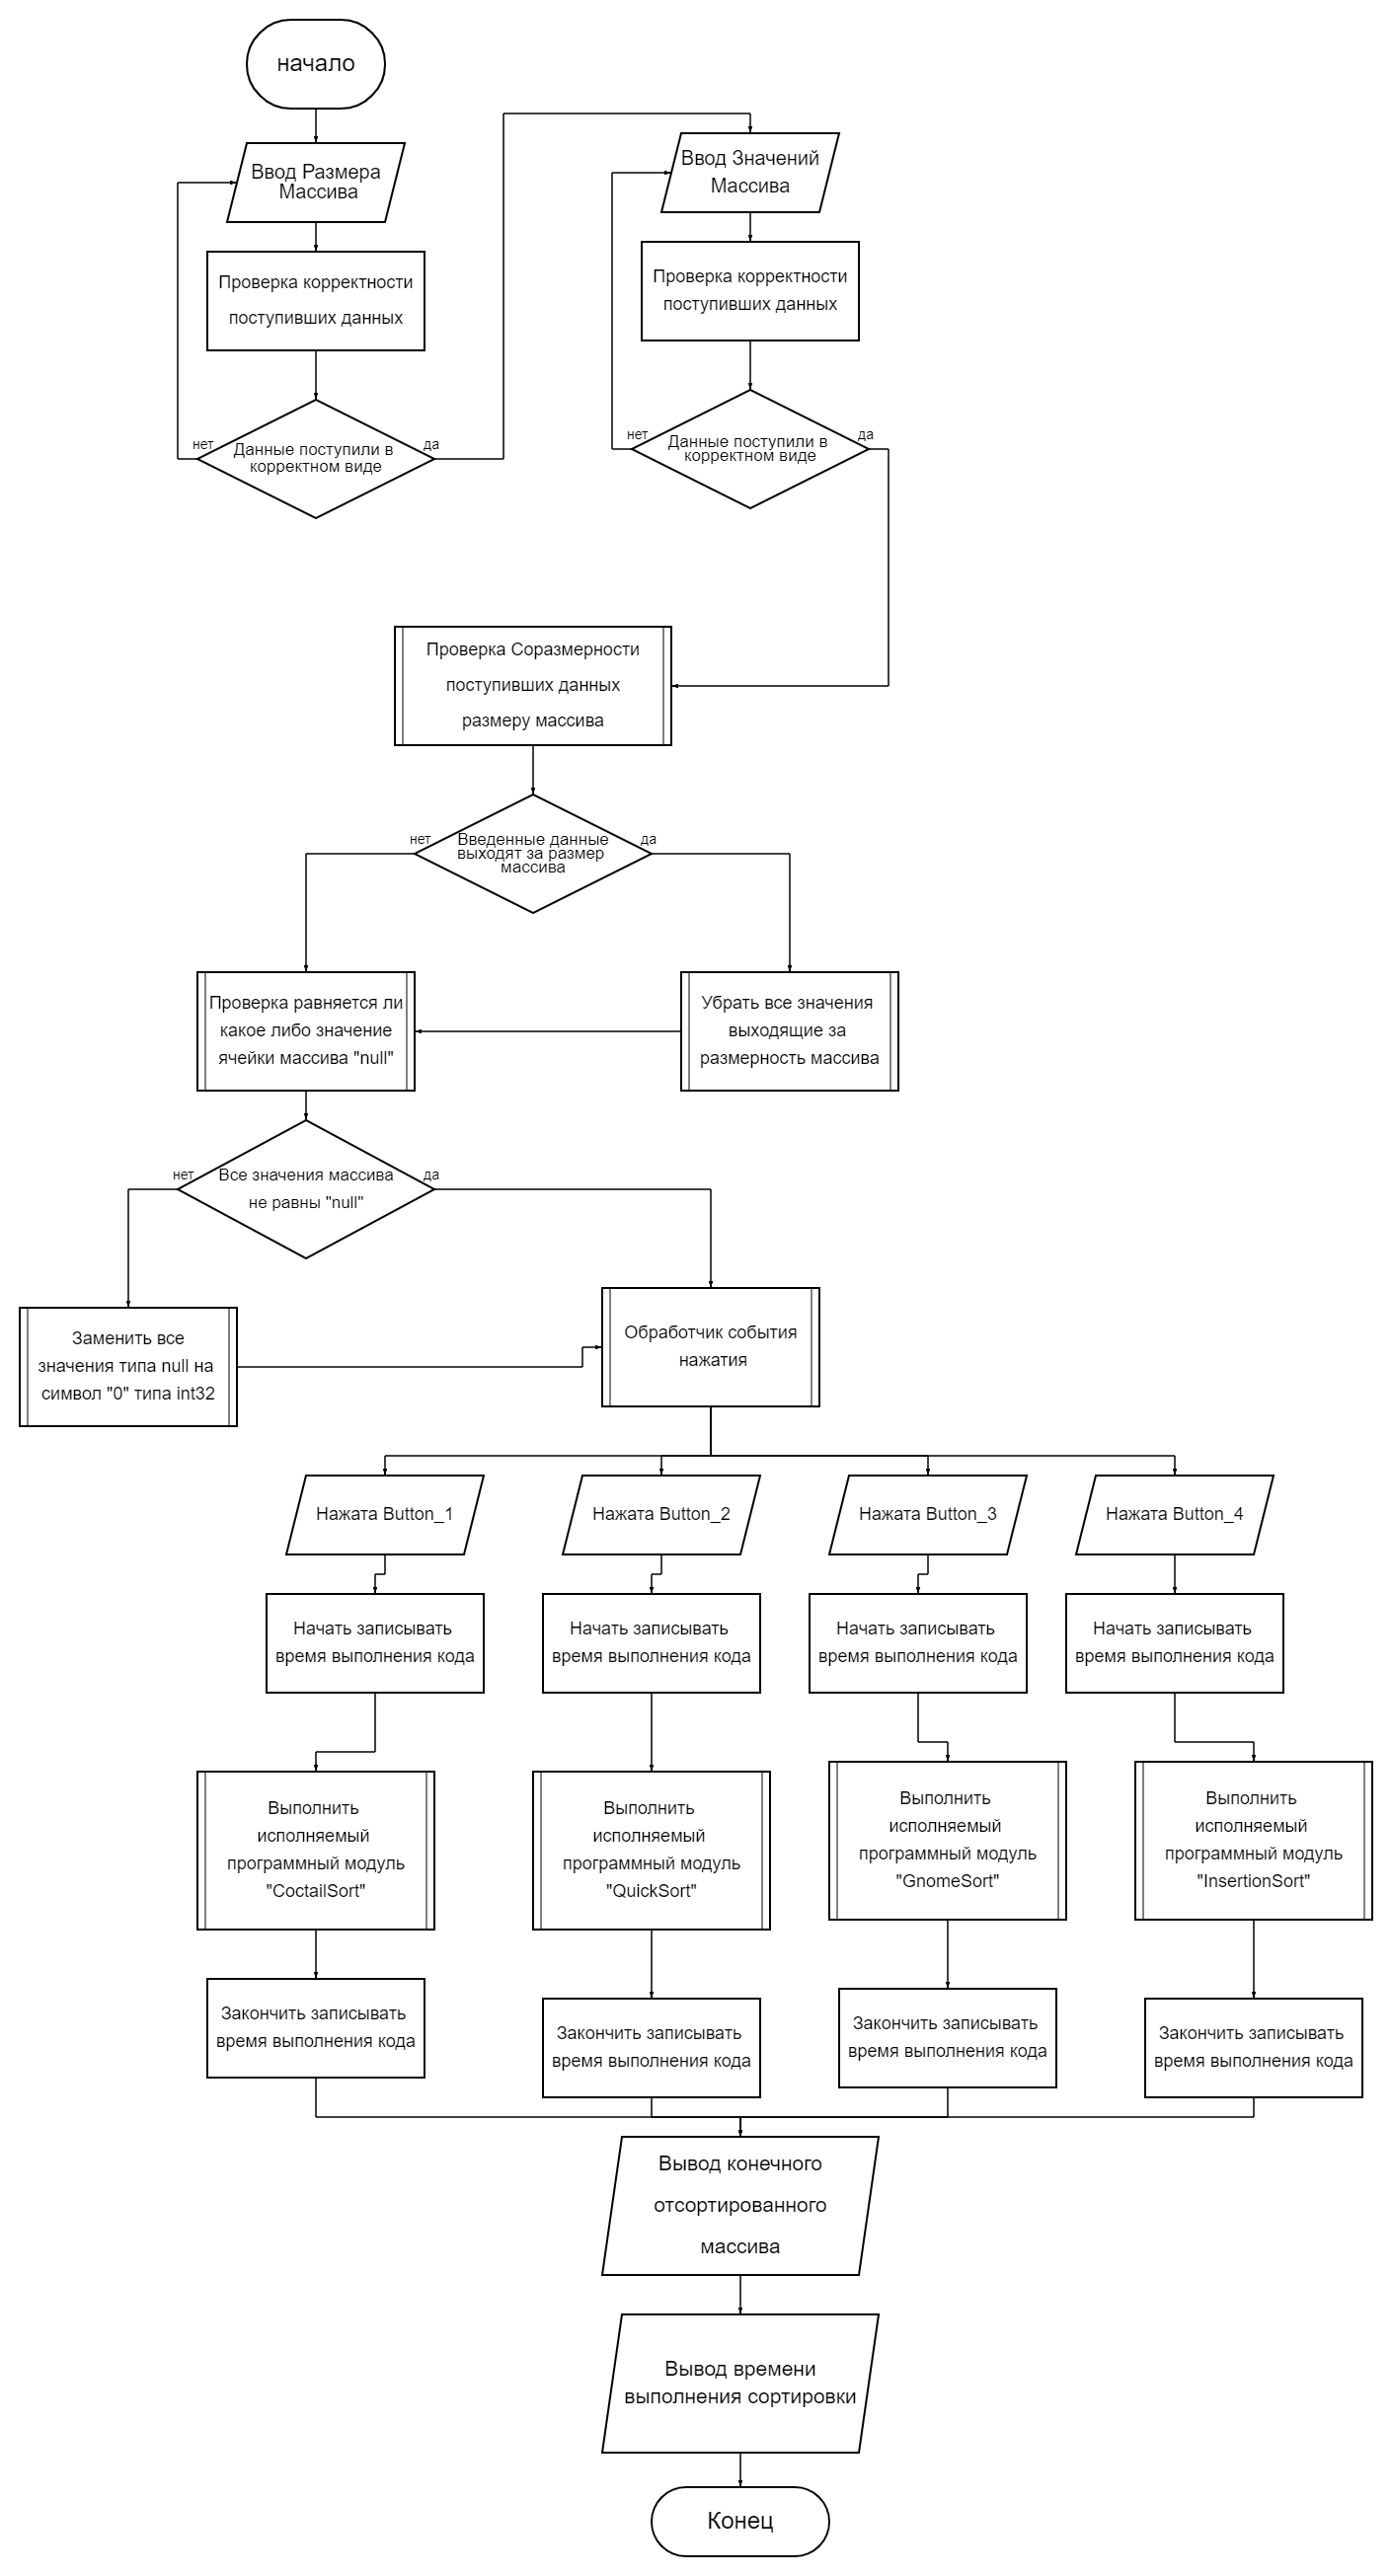 начало
Ввод Размера
Массива
Проверка корректности
поступивших данных
нет
да
Данные поступили в
корректном виде
Ввод Значений
Массива
Проверка корректности
поступивших данных
нет
да
Данные поступили в
корректном виде
Проверка Соразмерности
поступивших данных
размеру массива
нет
да
Введенные данные
выходят за размер
массива
Проверка равняется ли
какое либо значение
ячейки массива "null"
Убрать все значения
выходящие за
размерность массива
нет
да
Все значения массива
не равны "null"
Заменить все
значения типа null на
символ "0" типа int32
Обработчик события
нажатия
Нажата Button_1
Нажата Button_2
Нажата Button_3
Нажата Button_4
Начать записывать
время выполнения кода
Начать записывать
время выполнения кода
Начать записывать
время выполнения кода
Начать записывать
время выполнения кода
Выполнить
исполняемый
программный модуль
"CoctailSort"
Выполнить
исполняемый
программный модуль
"QuickSort"
Выполнить
исполняемый
программный модуль
"GnomeSort"
Выполнить
исполняемый
программный модуль
"InsertionSort"
Закончить записывать
время выполнения кода
Закончить записывать
время выполнения кода
Закончить записывать
время выполнения кода
Закончить записывать
время выполнения кода
Вывод конечного
отсортированного
массива
Вывод времени
выполнения сортировки
Конец